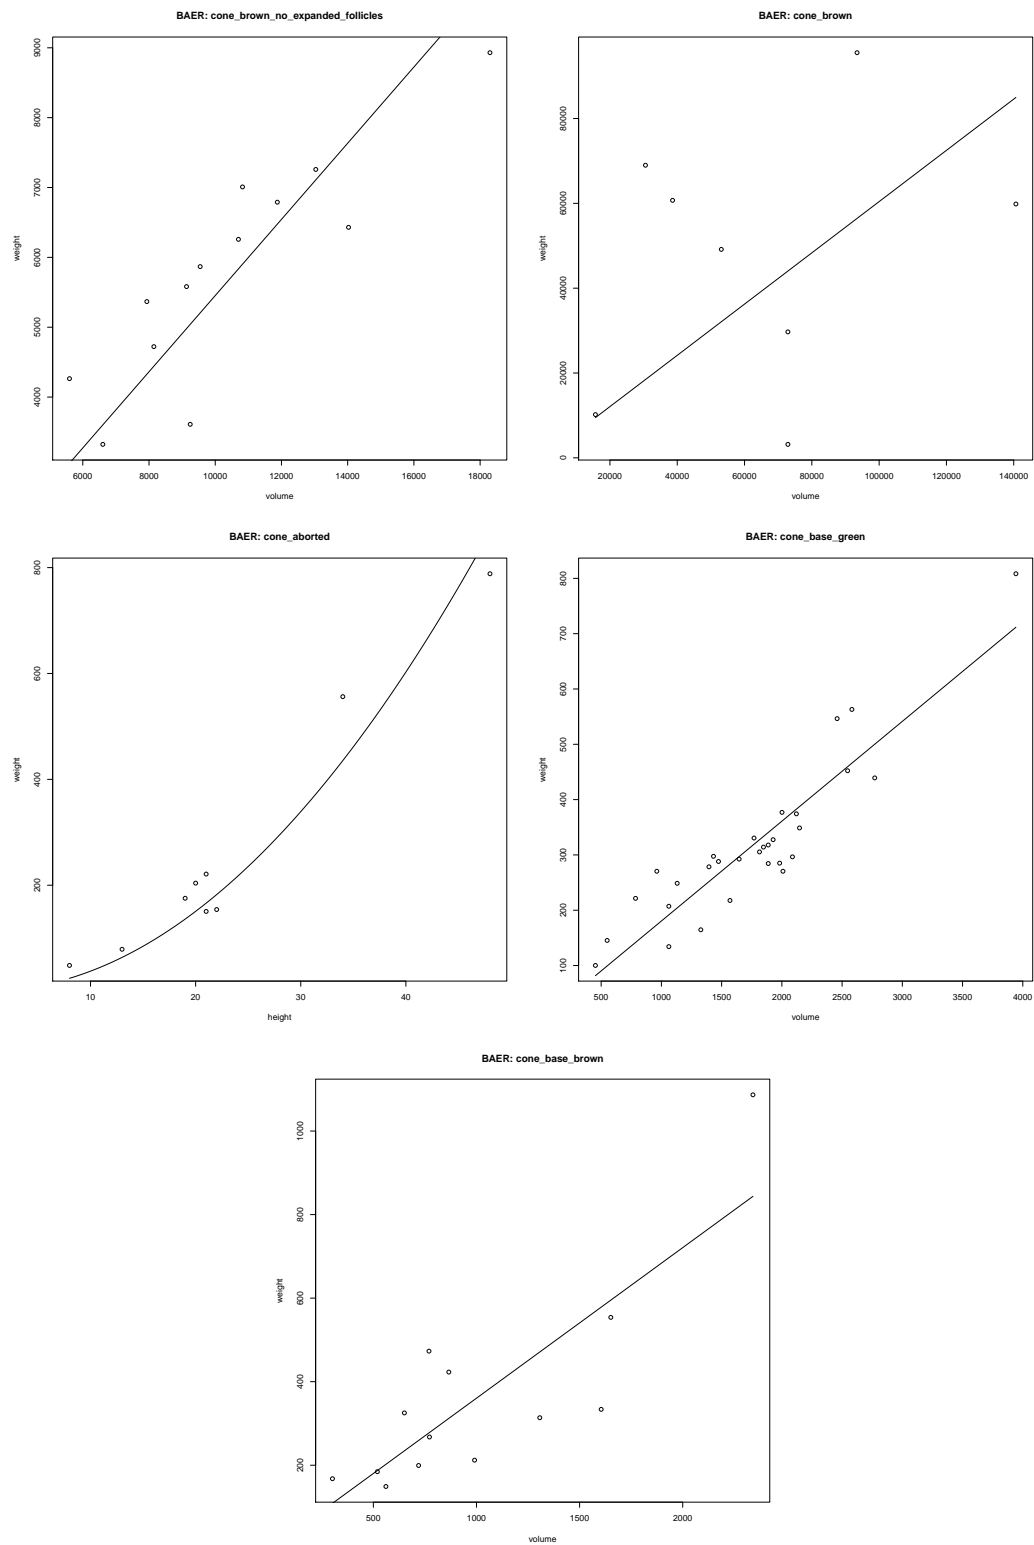 BAER: cone_brown_no_expanded_follicles
9000
8000
7000
6000
5000
4000
weight
6000 8000 10000 12000 14000 16000 18000
volume
BAER: cone_brown
80000
60000
40000
20000
0
weight
20000 40000 60000 80000 100000 120000 140000
volume
BAER: cone_aborted
800
600
400
200
weight
10 20 30 40
height
BAER: cone_base_green
800
700
600
500
400
300
200
100
weight
500 1000 1500 2000 2500 3000 3500 4000
volume
BAER: cone_base_brown
1000
800
600
400
200
weight
500 1000 1500 2000
volume